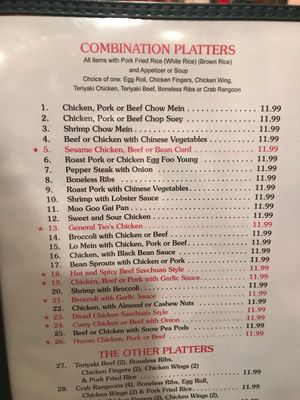 COMBINATION PLATTERS
All items with Pork Fried Rice (White Rice) (Brown Rice)
and Appetizer or Soup
Choice of one: Egg Roll, Chicken Fingers, Chicken Wing,
Teriyaki Chicken, Teriyaki Beef, Boneless Ribs or Crab Rangoon
1. Chicken, Pork or Beef Chow Mein 11.99
2. Chicken, Pork or Beef Chop Suey 11.99
3. Shrimp Chow Mein 11.99
4. Beef or Chicken with Chinese Vegetables 11.99
★ 5. Sesame Chicken, Beef or Bean Curd 11.99
6. Roast Pork or Chicken Egg Foo Young 11.99
7. Pepper Steak with Onion 11.99
8. Boneless Ribs 11.99
9. Roast Pork with Chinese Vegetables 11.99
10. Shrimp with Lobster Sauce 11.99
11. Moo Goo Gai Pan 11.99
12. Sweet and Sour Chicken 11.99
★ 13. General Tso's Chicken 11.99
14. Broccoli with Chicken or Beef 11.99
15. Lo Mein with Chicken, Pork or Beef 11.99
16. Chicken, with Black Bean Sauce 11.99
17. Bean Sprouts with Chicken or Pork 11.99
★ 18. Hot and Spicy Beef Szechuan Style 11.99
★ 19. Chicken, Beef or Pork with Garlic Sauce 11.99
20. Shrimp with Broccoli 11.99
★ 21. Broccoli with Garlic Sauce 11.99
22. Chicken, with Almond or Cashew Nuts 11.99
★ 23. Diced Chicken Szechuan Style 11.99
★ 24. Curry Chicken or Beef with Onion 11.99
25. Beef or Chicken with Snow Pea Pods 11.99
★ 26. Hunan Chicken, Pork or Beef 11.99
THE OTHER PLATTERS
27. Teriyaki Beef (2), Boneless Ribs,
Chicken Fingers (2), Chicken Wings (2)
& Pork Fried Rice 11.99
28. Crab Rangoons (4), Boneless Ribs, Egg Roll,
Chicken Fingers (2), Chicken Wings (2)
& Pork Fried Rice